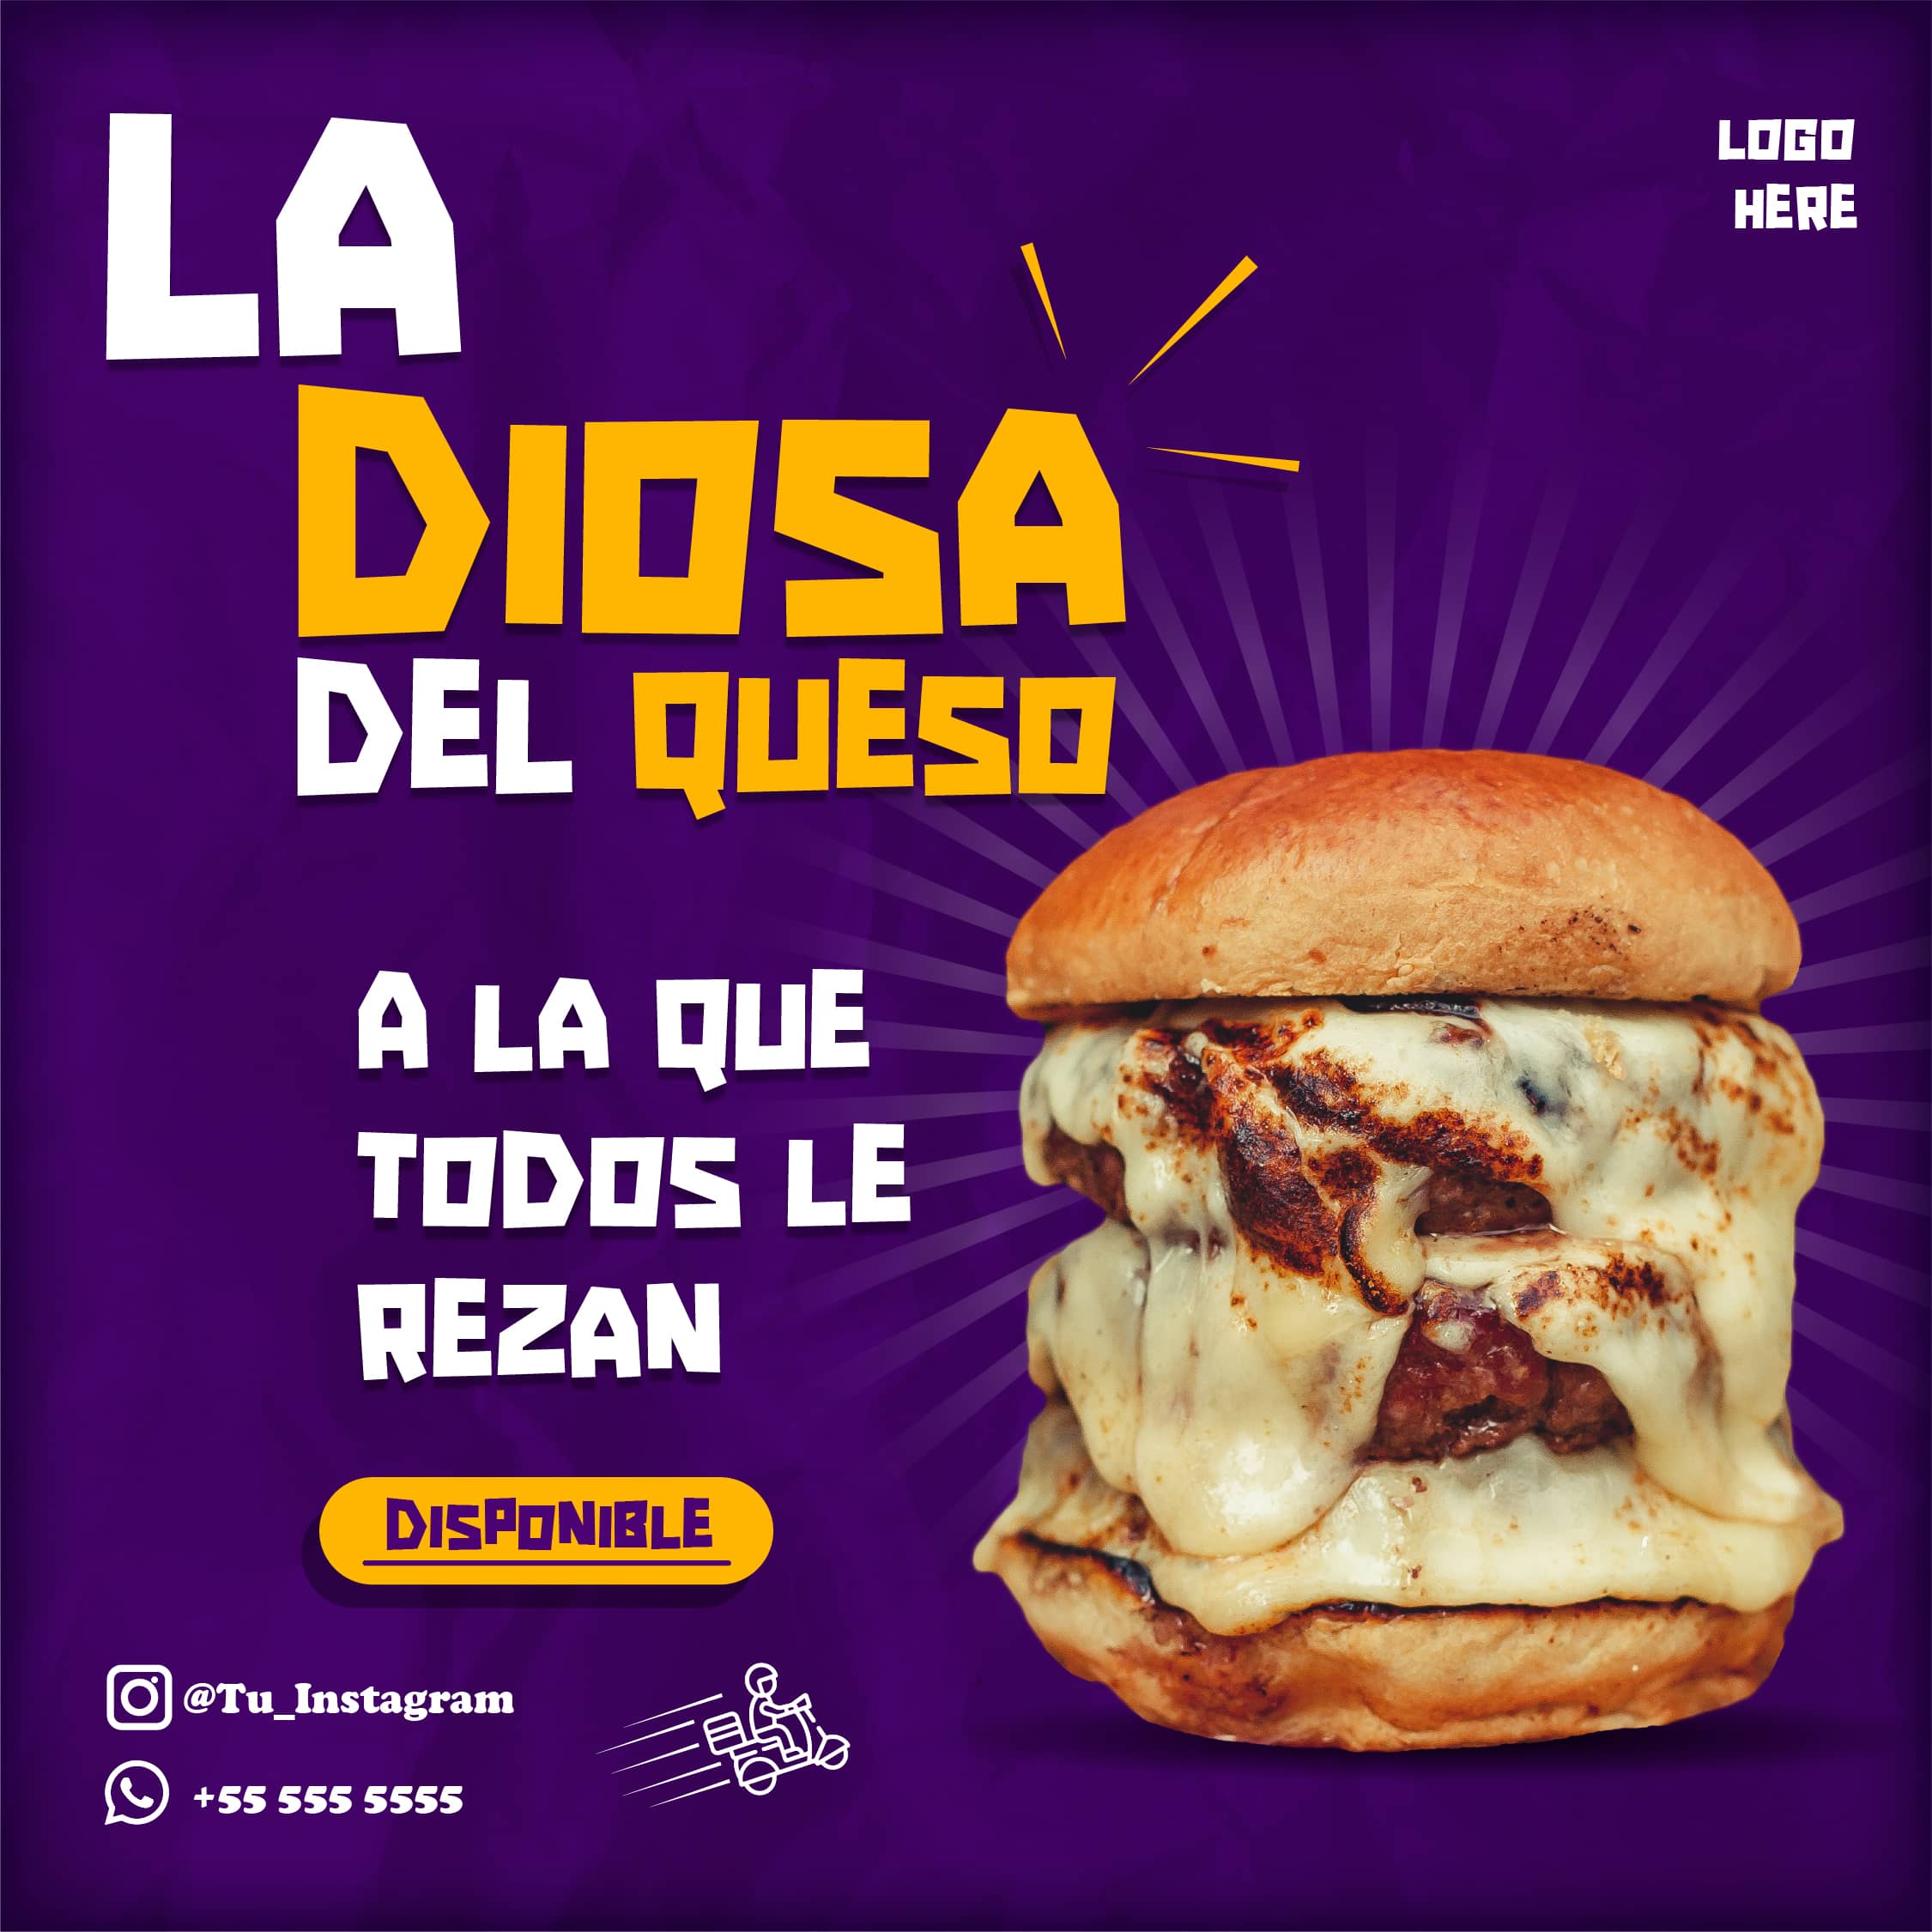 LA
DIOSA
DEL QUESO
LOGO
HERE
A LA QUE
TODOS LE
REZAN
DISPONIBLE
@Tu_Instagram
+55 555 5555